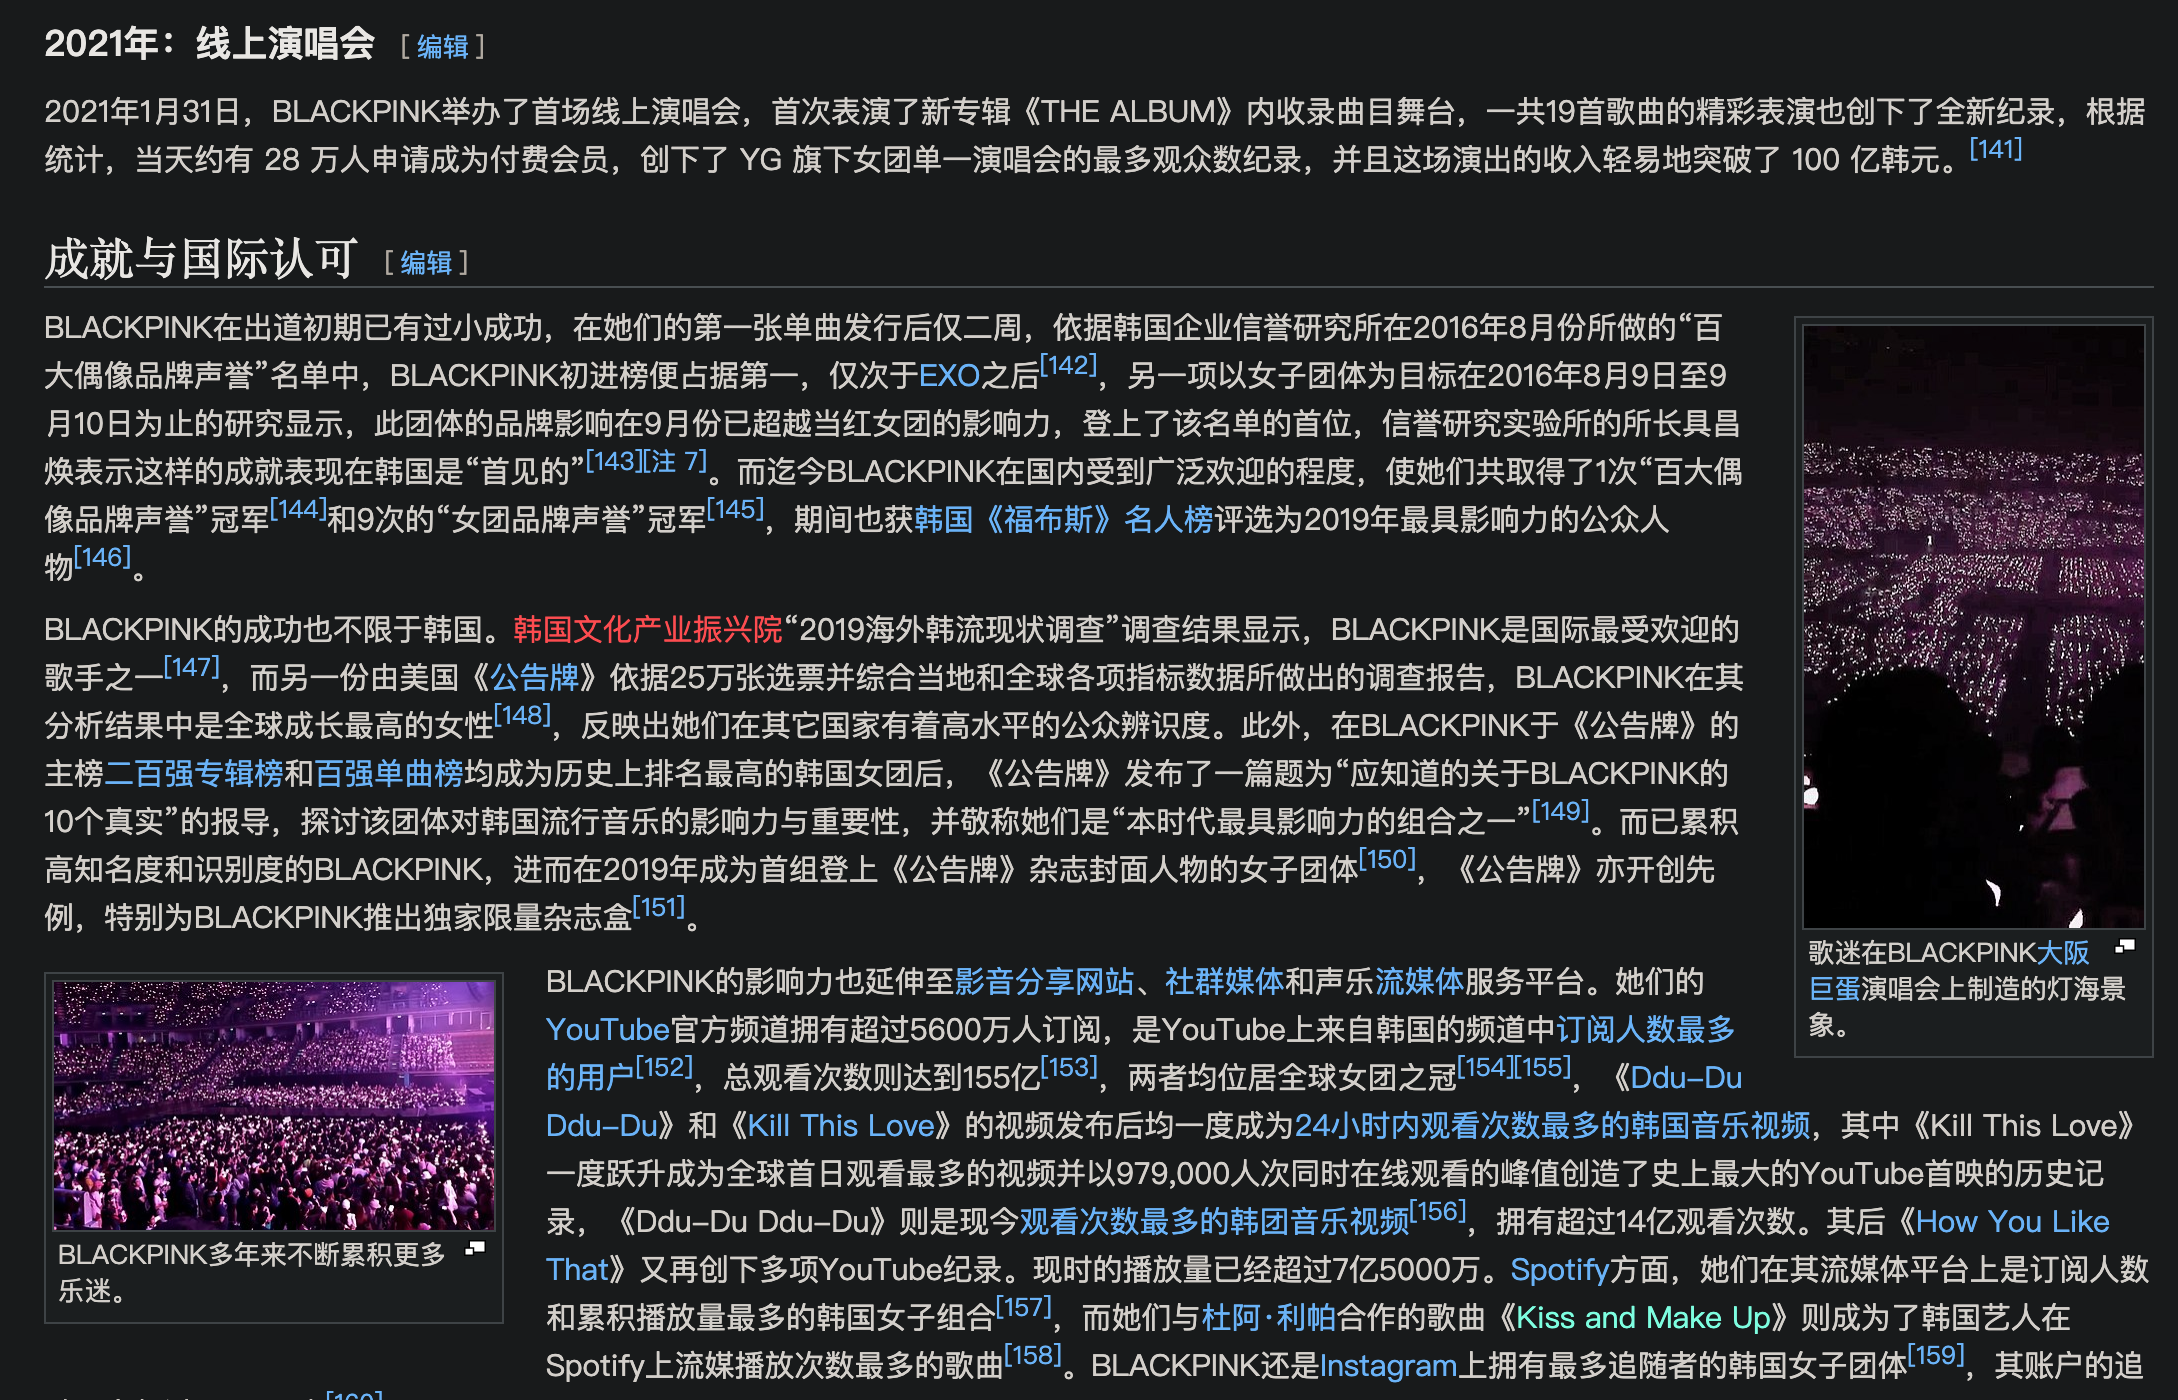 2021年：线上演唱会 [编辑]
2021年1月31日，BLACKPINK举办了首场线上演唱会，首次表演了新专辑《THE ALBUM》内收录曲目舞台，一共19首歌曲的精彩表演也创下了全新纪录，根据
统计，当天约有 28 万人申请成为付费会员，创下了 YG 旗下女团单一演唱会的最多观众数纪录，并且这场演出的收入轻易地突破了 100 亿韩元。[141]
成就与国际认可 [编辑]
BLACKPINK在出道初期已有过小成功，在她们的第一张单曲发行后仅二周，依据韩国企业信誉研究所在2016年8月份所做的“百
大偶像品牌声誉”名单中，BLACKPINK初进榜便占据第一，仅次于EXO之后[142]，另一项以女子团体为目标在2016年8月9日至9
月10日为止的研究显示，此团体的品牌影响在9月份已超越当红女团的影响力，登上了该名单的首位，信誉研究实验所的所长具昌
焕表示这样的成就表现在韩国是“首见的”[143][注 7]。而迄今BLACKPINK在国内受到广泛欢迎的程度，使她们共取得了1次“百大偶
像品牌声誉”冠军[144]和9次的“女团品牌声誉”冠军[145]，期间也获韩国《福布斯》名人榜评选为2019年最具影响力的公众人
物[146]。
BLACKPINK的成功也不限于韩国。韩国文化产业振兴院“2019海外韩流现状调查”调查结果显示，BLACKPINK是国际最受欢迎的
歌手之一[147]，而另一份由美国《公告牌》依据25万张选票并综合当地和全球各项指标数据所做出的调查报告，BLACKPINK在其
分析结果中是全球成长最高的女性[148]，反映出她们在其它国家有着高水平的公众辨识度。此外，在BLACKPINK于《公告牌》的
主榜二百强专辑榜和百强单曲榜均成为历史上排名最高的韩国女团后，《公告牌》发布了一篇题为“应知道的关于BLACKPINK的
10个真实”的报导，探讨该团体对韩国流行音乐的影响力与重要性，并敬称她们是“本时代最具影响力的组合之一”[149]。而已累积
高知名度和识别度的BLACKPINK，进而在2019年成为首组登上《公告牌》杂志封面人物的女子团体[150]，《公告牌》亦开创先
例，特别为BLACKPINK推出独家限量杂志盒[151]。
歌迷在BLACKPINK大阪
巨蛋演唱会上制造的灯海景
象。
BLACKPINK多年来不断累积更多
乐迷。
BLACKPINK的影响力也延伸至影音分享网站、社群媒体和声乐流媒体服务平台。她们的
YouTube官方频道拥有超过5600万人订阅，是YouTube上来自韩国的频道中订阅人数最多
的用户[152]，总观看次数则达到155亿[153]，两者均位居全球女团之冠[154][155]，《Ddu-Du
Ddu-Du》和《Kill This Love》的视频发布后均一度成为24小时内观看次数最多的韩国音乐视频，其中《Kill This Love》
一度跃升成为全球首日观看最多的视频并以979,000人次同时在线观看的峰值创造了史上最大的YouTube首映的历史记
录，《Ddu-Du Ddu-Du》则是现今观看次数最多的韩团音乐视频[156]，拥有超过14亿观看次数。其后《How You Like
That》又再创下多项YouTube纪录。现时的播放量已经超过7亿5000万。Spotify方面，她们在其流媒体平台上是订阅人数
和累积播放量最多的韩国女子组合[157]，而她们与杜阿·利帕合作的歌曲《Kiss and Make Up》则成为了韩国艺人在
Spotify上流媒播放次数最多的歌曲[158]。BLACKPINK还是Instagram上拥有最多追随者的韩国女子团体[159]，其账户的追